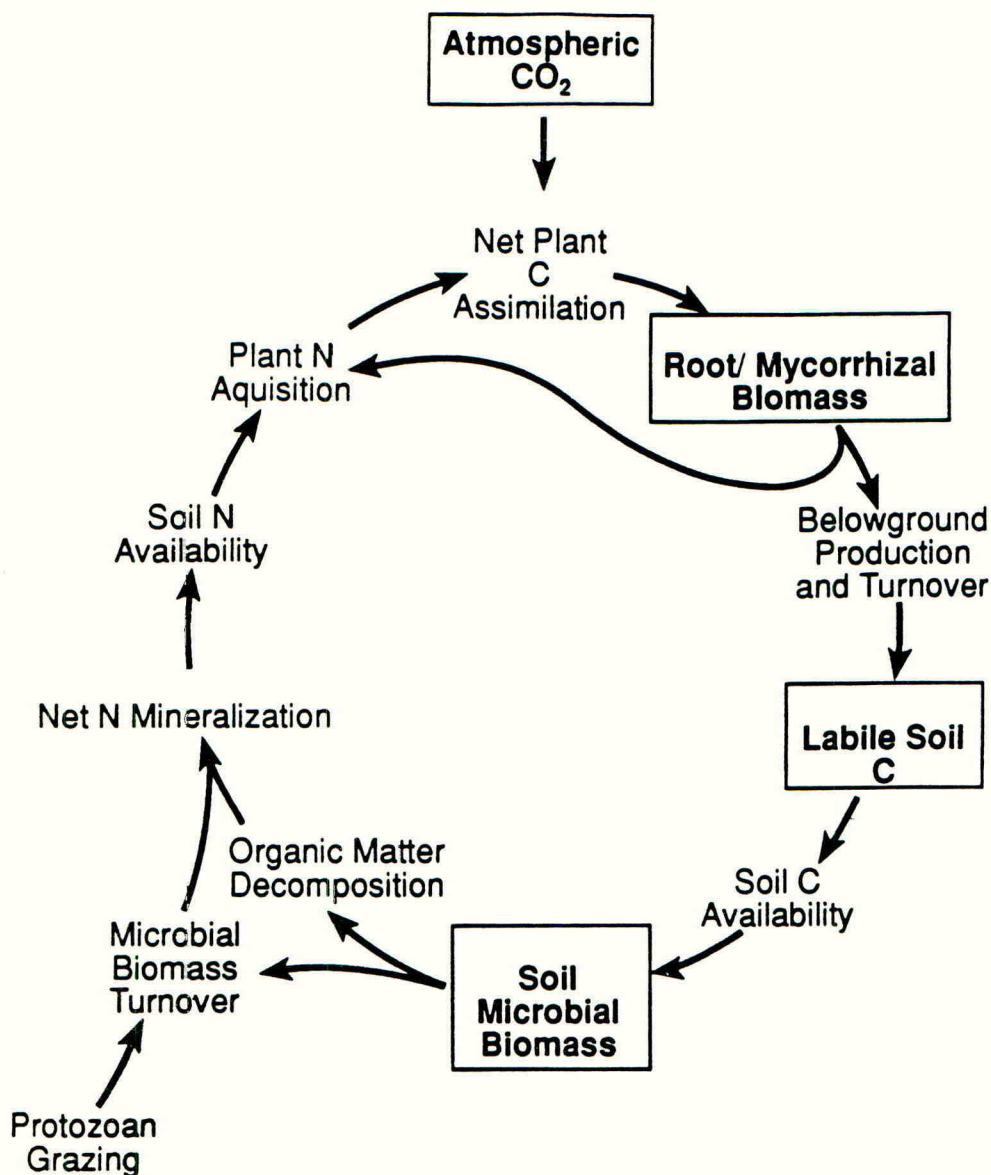 Atmospheric
CO₂
Net Plant
C
Assimilation
Root/ Mycorrhizal
Biomass
Plant N
Aquisition
Soil N
Availability
Belowground
Production
and Turnover
Net N Mineralization
Labile Soil
C
Organic Matter
Decomposition
Soil C
Availability
Microbial
Biomass
Turnover
Soil
Microbial
Biomass
Protozoan
Grazing